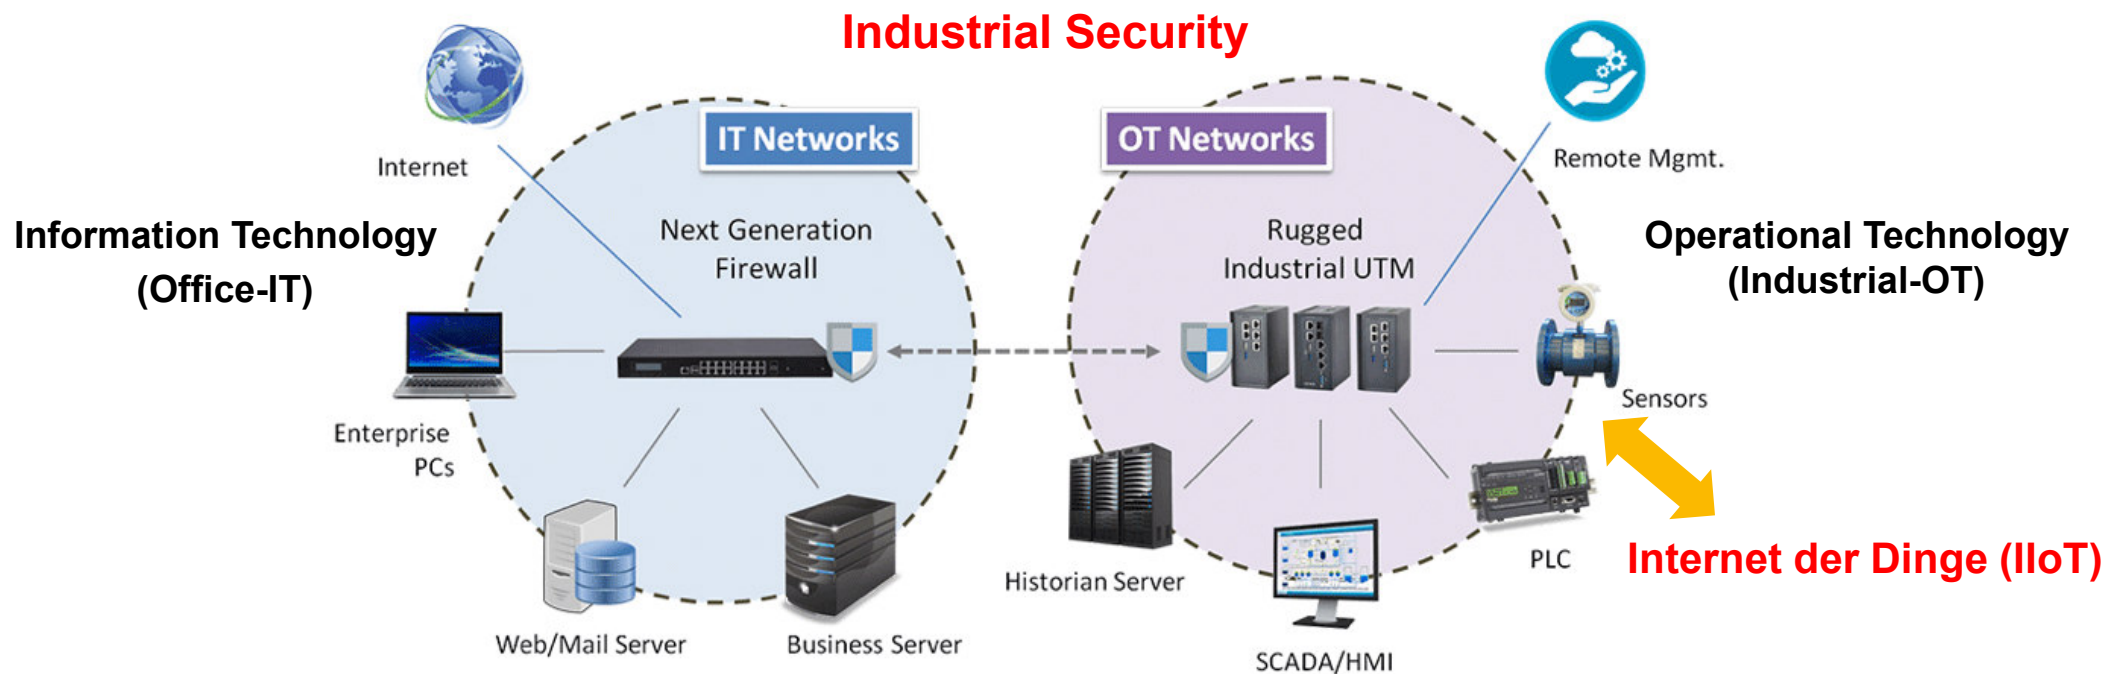 Industrial Security
IT Networks
OT Networks
Internet
Remote Mgmt.
Information Technology
(Office-IT)
Next Generation
Firewall
Rugged
Industrial UTM
Operational Technology
(Industrial-OT)
Enterprise
PCs
Sensors
Web/Mail Server
Business Server
Historian Server
SCADA/HMI
PLC
Internet der Dinge (IIoT)